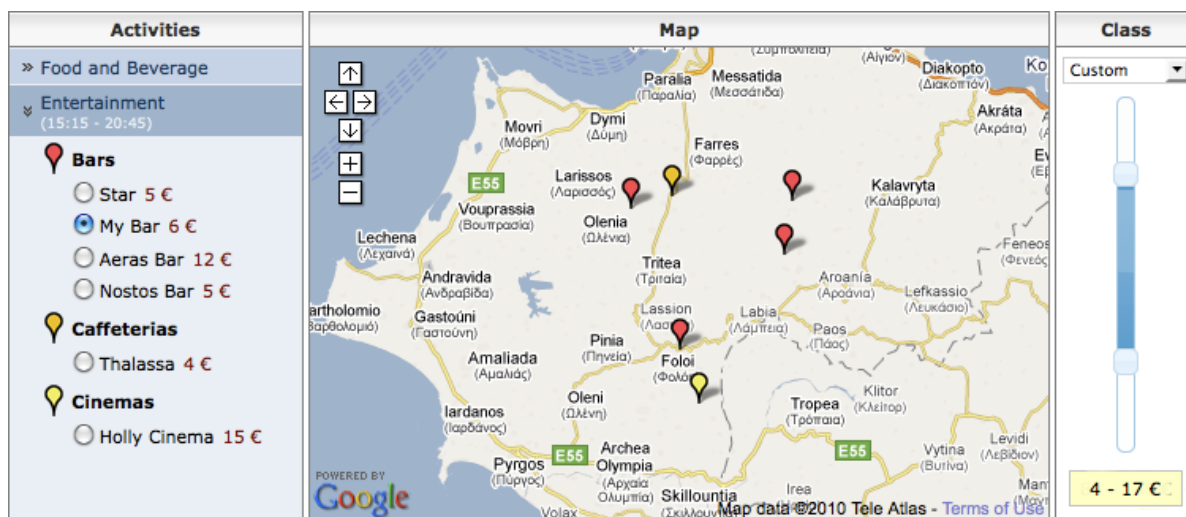 Activities
Map
Class
» Food and Beverage
Entertainment
(15:15 - 20:45)
Bars
Star 5 €
My Bar 6 €
Aeras Bar 12 €
Nostos Bar 5 €
Caffeterias
Thalassa 4 €
Cinemas
Holly Cinema 15 €
Custom
4 - 17 €
(Αίγιον)
Paralia
(Παραλία)
Messatida
(Μεσσάτιδα)
Diakopto
(Διακοπτόν)
Akráta
(Ακράτα)
Dymi
(Δύμη)
Movri
(Μόβρη)
Farres
(Φαρρές)
E55
Larissos
(Λαρισσός)
Kalavryta
(Καλάβρυτα)
Vouprassia
(Βουπρασία)
Olenia
(Ωλένια)
Lechena
(Λεχαινά)
Feneos
(Φενεός)
Tritea
(Τριταία)
Andravida
(Ανδραβίδα)
Aroanía
(Αροάνια)
Lefkassio
(Λευκάσιο)
Lassion
Labia
(Λάμπεια)
Gastoúni
(Γαστούνη)
Paos
(Πάος)
Pinia
(Πηνεία)
Amaliada
(Αμαλιάς)
Foloi
Klitor
(Κλείτορ)
Oleni
(Ωλένη)
Tropea
(Τρόπαια)
Iardanos
(Ιαρδάνος)
Levidi
(Λεβίδιον)
Vytina
(Βυτίνα)
E55
E55
Archea
Olympia
(Αρχαία
Ολυμπία)
Pyrgos
(Πύργος)
Irea
Skillountia
Volax
POWERED BY
Google
Map data ©2010 Tele Atlas - Terms of Use